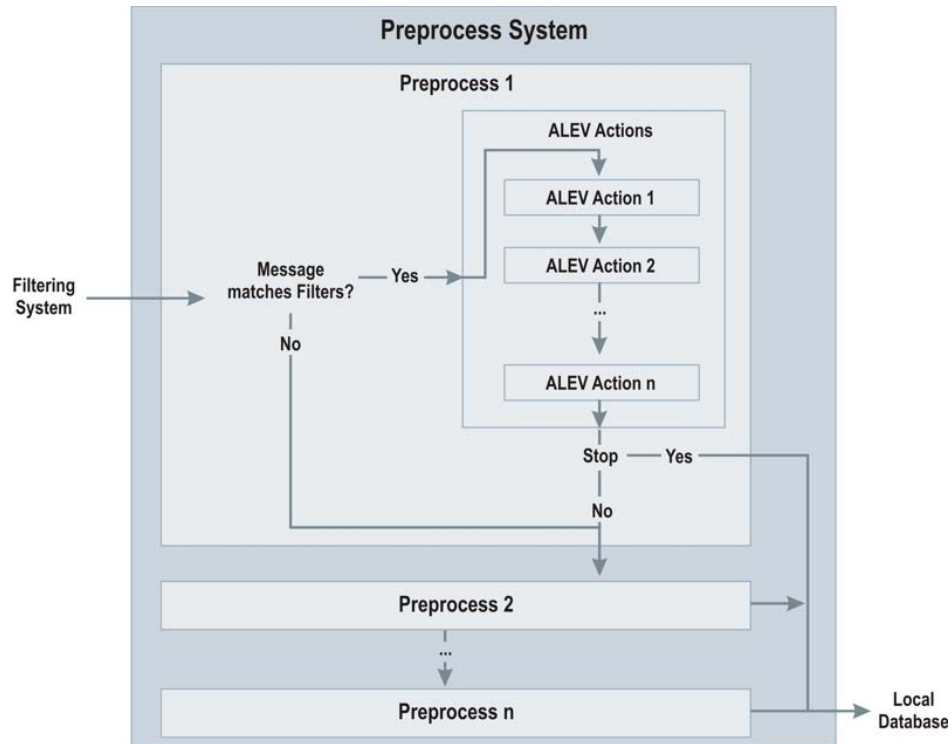 Preprocess System
Preprocess 1
ALEV Actions
ALEV Action 1
ALEV Action 2
...
ALEV Action n
Filtering
System
Message
matches Filters?
Yes
No
Stop
Yes
No
Preprocess 2
...
Preprocess n
Local
Database